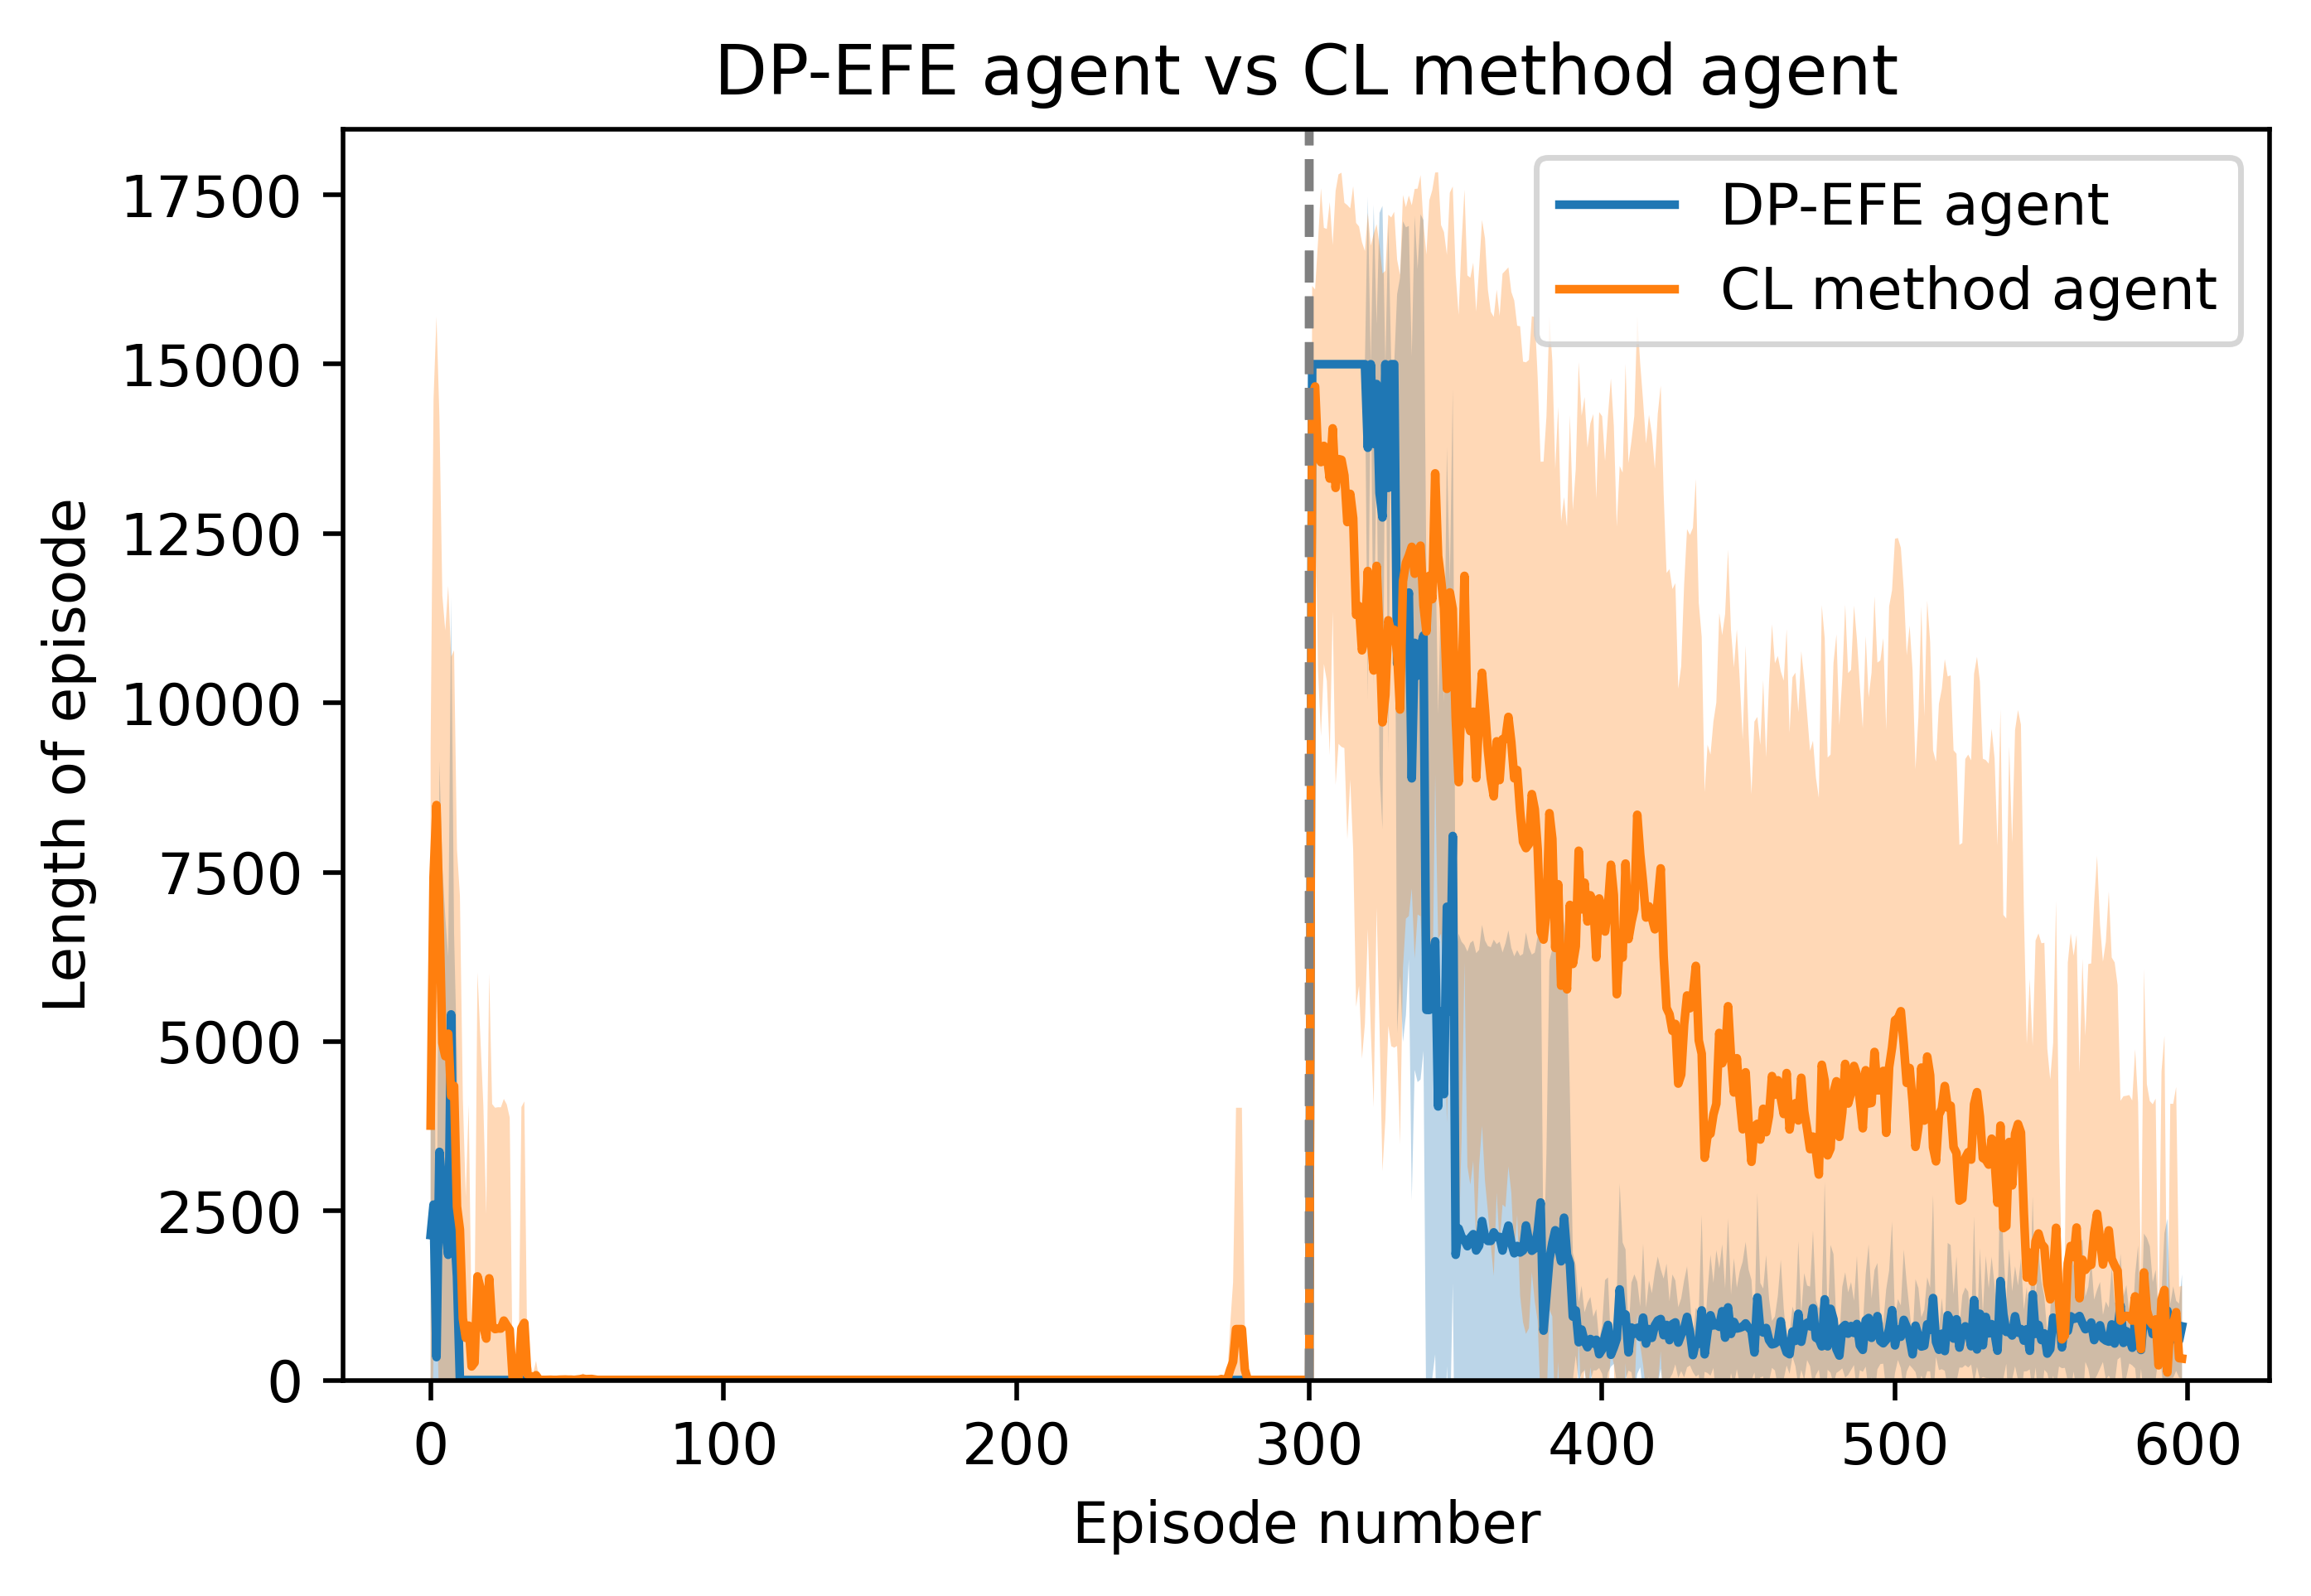 DP-EFE agent vs CL method agent
DP-EFE agent
CL method agent
Length of episode
17500
15000
12500
10000
7500
5000
2500
0
0 100 200 300 400 500 600
Episode number